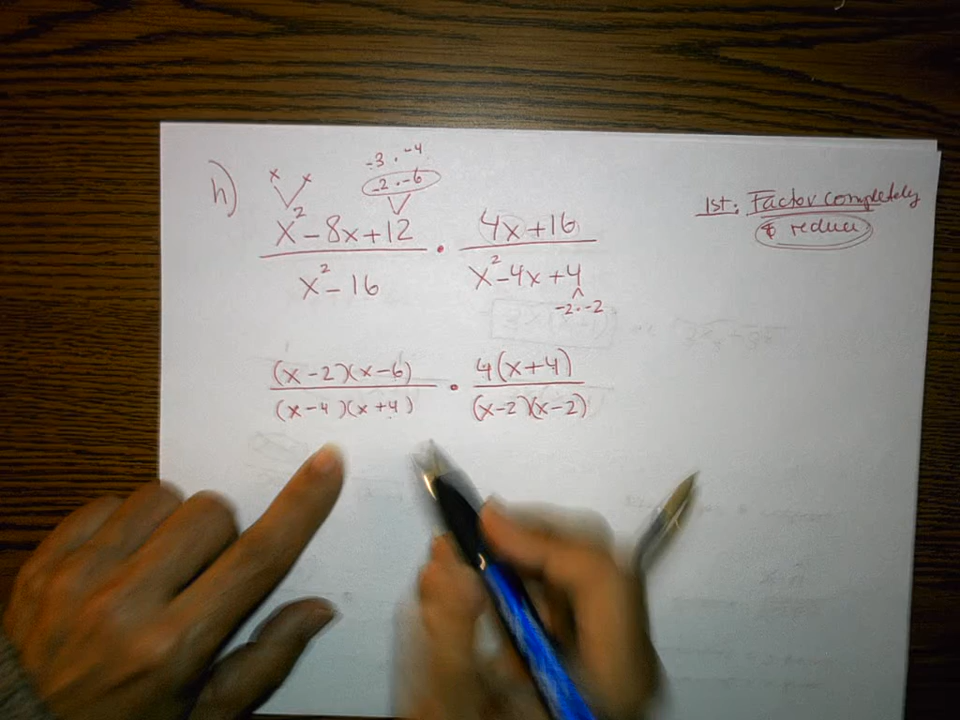 h)
x x
-3 · -4
-2 · -6
x² - 8x + 12 / x² - 16 · 4x + 16 / x² - 4x + 4
-2 · -2
(x - 2)(x - 6) / (x - 4)(x + 4) · 4(x + 4) / (x - 2)(x - 2)
1st: Factor completely
& reduce